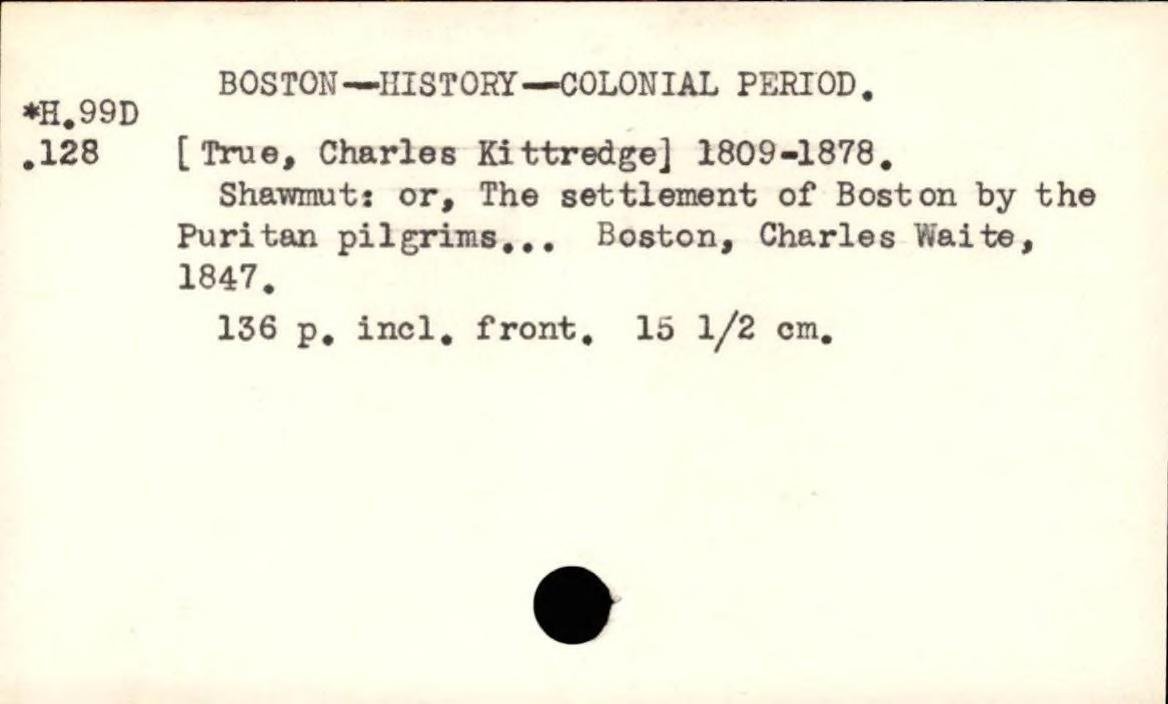 BOSTON—HISTORY—COLONIAL PERIOD.
*H.99D
.128 [True, Charles Kittredge] 1809-1878.
Shawmut: or, The settlement of Boston by the
Puritan pilgrims... Boston, Charles Waite,
1847.
136 p. incl. front. 15 1/2 cm.